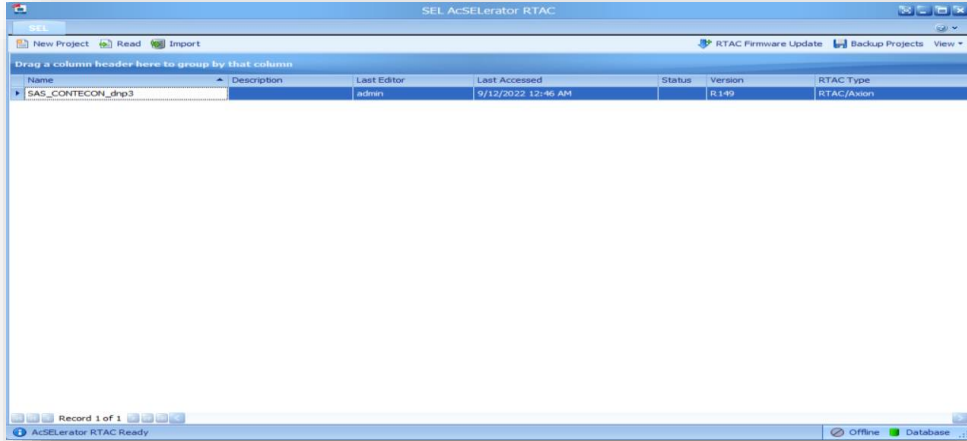 SEL AcSELerator RTAC
SEL
New Project Read Import RTAC Firmware Update Backup Projects View
Drag a column header here to group by that column
Name Description Last Editor Last Accessed Status Version RTAC Type
SAS_CONTECON_dnp3 admin 9/12/2022 12:46 AM R149 RTAC/Axion
Record 1 of 1
AcSELerator RTAC Ready Offline Database